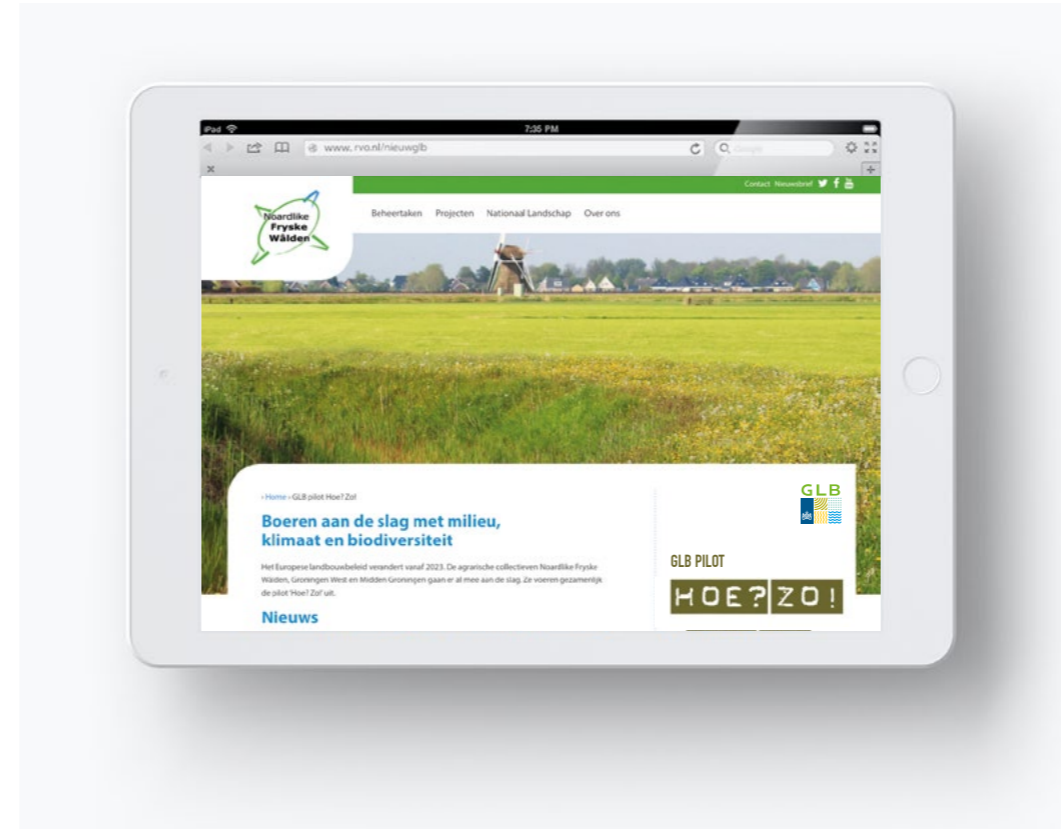 iPad 7:35 PM
www.rvo.nl/nieuwglb
Google
Contact Nieuwsbrief
Noardlike
Fryske
Wâlden
Beheertaken Projecten Nationaal Landschap Over ons
› Home › GLB pilot Hoe? Zo!
GLB
Boeren aan de slag met milieu,
klimaat en biodiversiteit
Het Europese landbouwbeleid verandert vanaf 2023. De agrarische collectieven Noardlike Fryske
Wâlden, Groningen West en Midden Groningen gaan er al mee aan de slag. Ze voeren gezamenlijk
de pilot 'Hoe? Zo!' uit.
GLB PILOT
HOE? ZO!
Nieuws